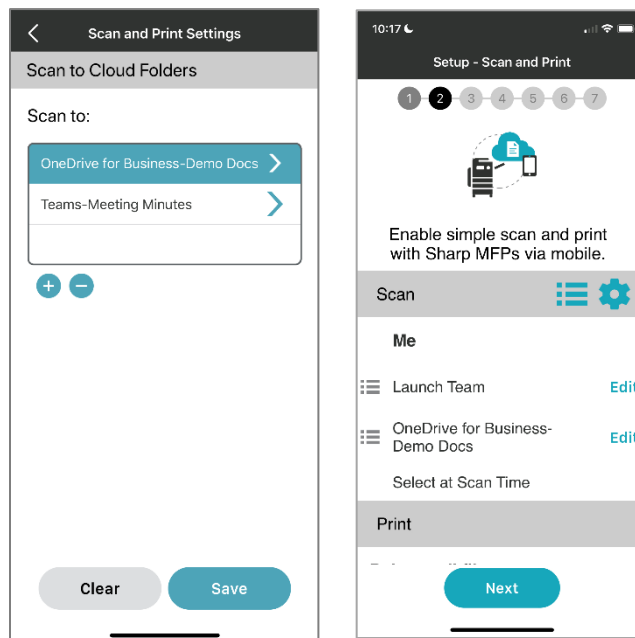 Scan and Print Settings
Scan to Cloud Folders
Scan to:
OneDrive for Business-Demo Docs
Teams-Meeting Minutes
Clear
Save
10:17
Setup - Scan and Print
1 2 3 4 5 6 7
Enable simple scan and print
with Sharp MFPs via mobile.
Scan
Me
Launch Team
Edit
OneDrive for Business-
Demo Docs
Edit
Select at Scan Time
Print
Next